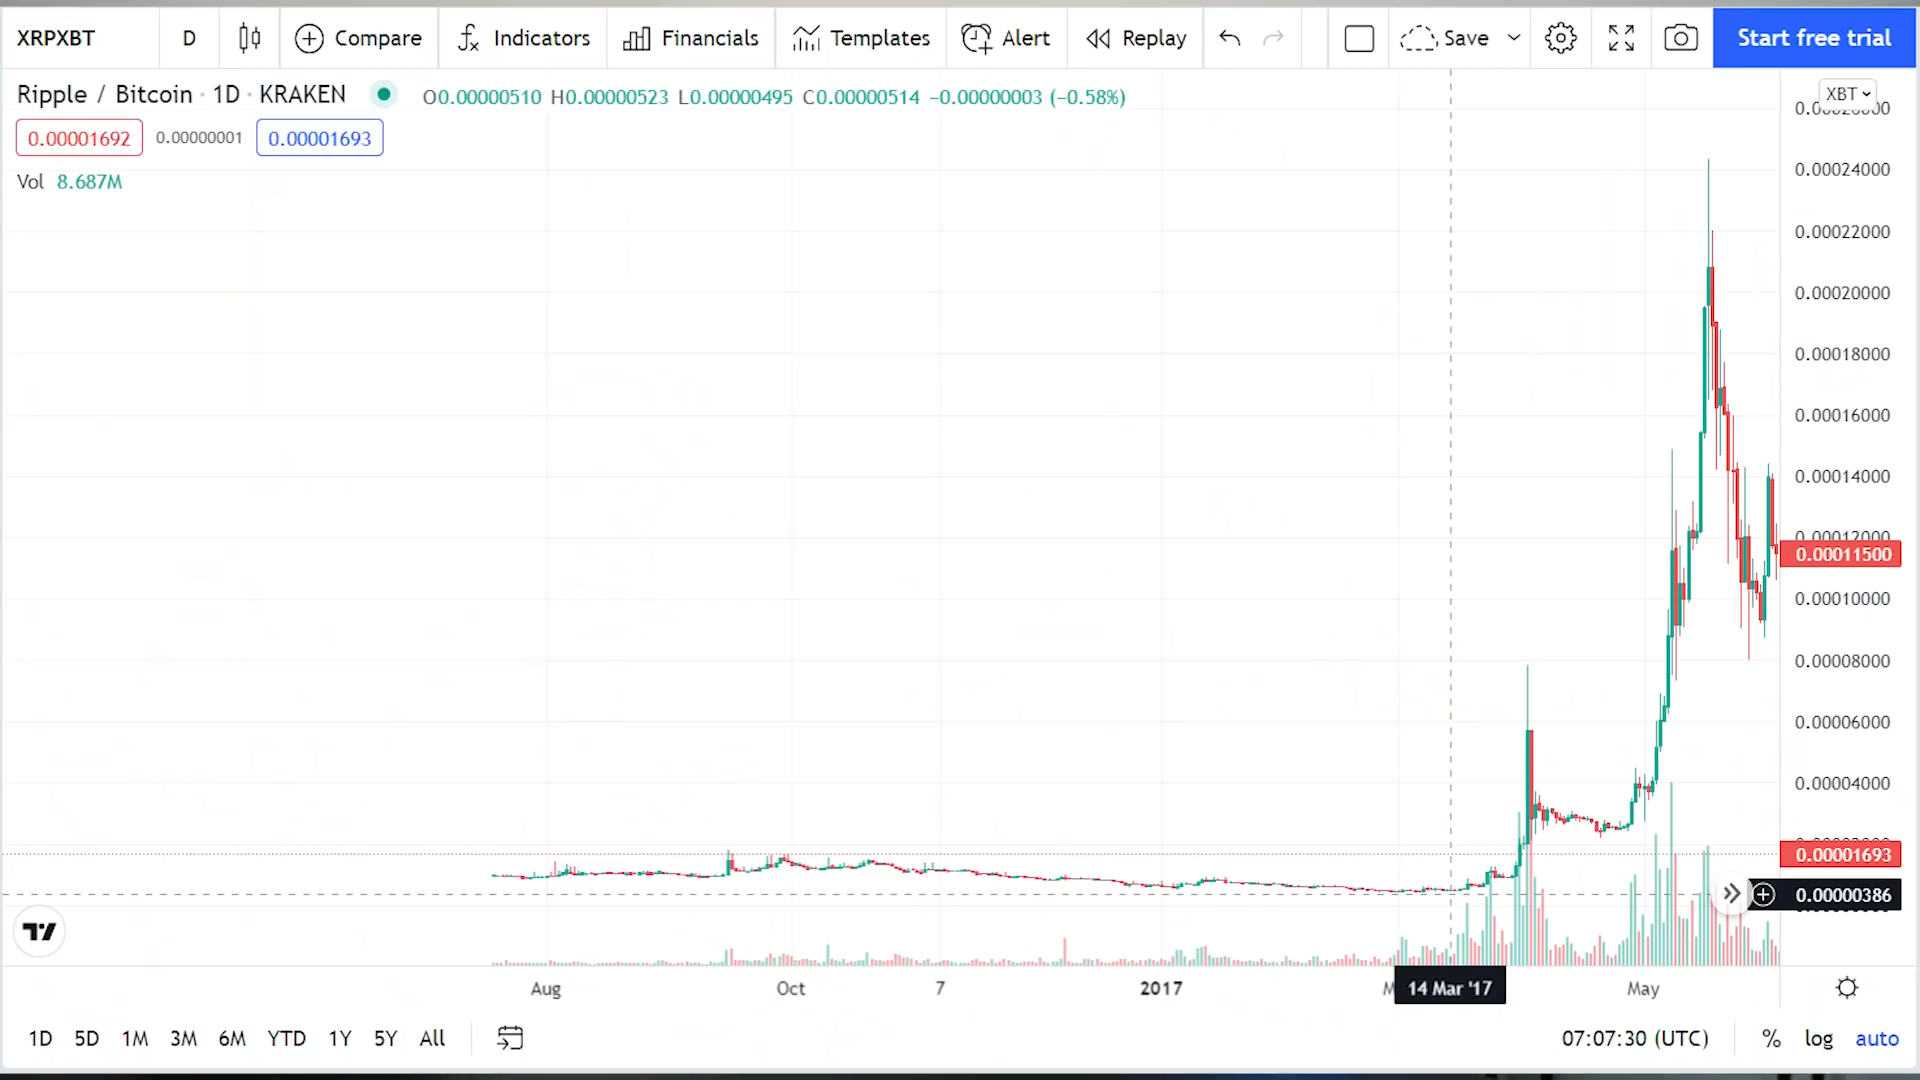 XRPXBT D Compare Indicators Financials Templates Alert Replay Save Start free trial
Ripple / Bitcoin · 1D · KRAKEN O0.00000510 H0.00000523 L0.00000495 C0.00000514 −0.00000003 (−0.58%)
XBT
0.00001692 0.00000001 0.00001693
Vol 8.687M
0.00024000
0.00022000
0.00020000
0.00018000
0.00016000
0.00014000
0.00012000
0.00011500
0.00010000
0.00008000
0.00006000
0.00004000
0.00001693
0.00000386
Aug Oct 7 2017 14 Mar '17 May
1D 5D 1M 3M 6M YTD 1Y 5Y All 07:07:30 (UTC) % log auto